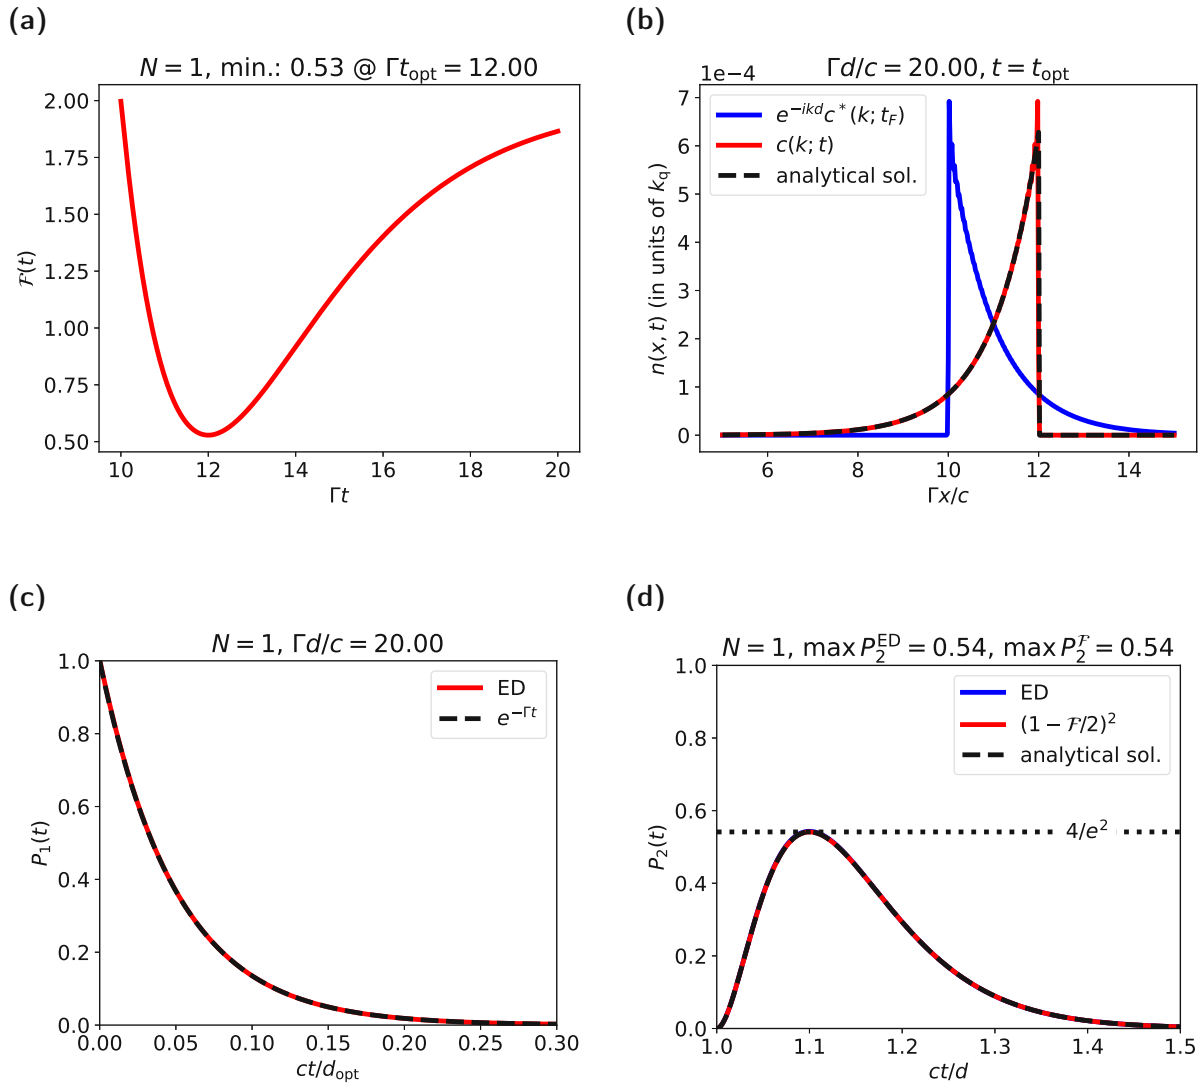 (a)
N = 1, min.: 0.53 @ Γt_opt = 12.00
2.00
1.75
1.50
1.25
1.00
0.75
0.50
ℱ(t)
10 12 14 16 18 20
Γt
(b)
Γd/c = 20.00, t = t_opt
1e−4
7
6
5
4
3
2
1
0
n(x, t) (in units of k_q)
e^{−ikd}c*(k; t_F)
c(k; t)
analytical sol.
6 8 10 12 14
Γx/c
(c)
N = 1, Γd/c = 20.00
1.0
0.8
0.6
0.4
0.2
0.0
P_1(t)
ED
e^{−Γt}
0.00 0.05 0.10 0.15 0.20 0.25 0.30
ct/d_opt
(d)
N = 1, max P_2^{ED} = 0.54, max P_2^ℱ = 0.54
1.0
0.8
0.6
0.4
0.2
0.0
P_2(t)
ED
(1 − ℱ/2)^2
analytical sol.
4/e^2
1.0 1.1 1.2 1.3 1.4 1.5
ct/d